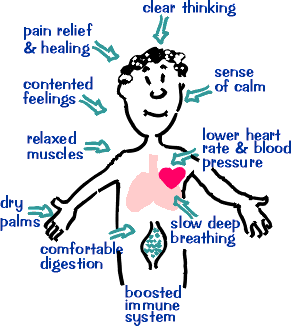 clear thinking
pain relief
& healing
contented
feelings
sense
of calm
relaxed
muscles
lower heart
rate & blood
pressure
dry
palms
slow deep
breathing
comfortable
digestion
boosted
immune
system